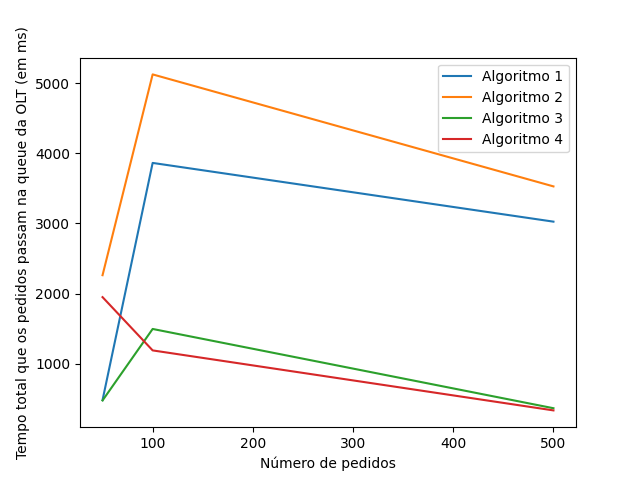 Tempo total que os pedidos passam na queue da OLT (em ms)
5000
4000
3000
2000
1000
Algoritmo 1
Algoritmo 2
Algoritmo 3
Algoritmo 4
100 200 300 400 500
Número de pedidos